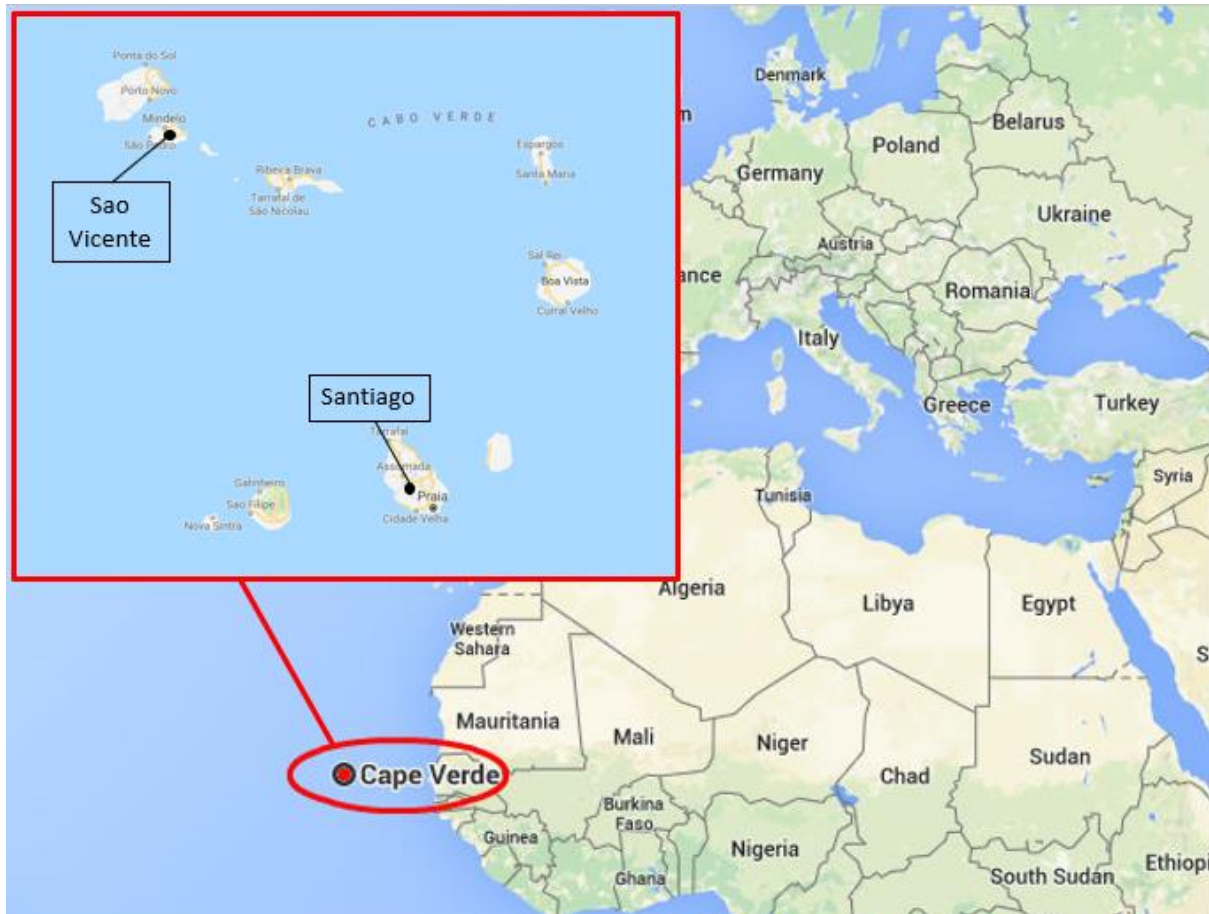 Ponta do Sol
Porto Novo
Mindelo
São Pedro
Sao
Vicente
CABO VERDE
Ribeira Brava
Tarrafal de
São Nicolau
Espargos
Santa Maria
Sal Rei
Boa Vista
Curral Velho
Santiago
Tarrafal
Assomada
Praia
Cidade Velha
Galinheiro
Sao Filipe
Nova Sintra
Denmark
m
Belarus
Poland
Germany
Ukraine
Austria
ance
Romania
Italy
Greece
Turkey
Syria
Tunisia
Algeria
Libya
Egypt
Western
Sahara
S
Mauritania
Mali
Niger
Chad
Sudan
Cape Verde
Burkina
Faso
Guinea
Nigeria
Ghana
South Sudan
Ethiopi